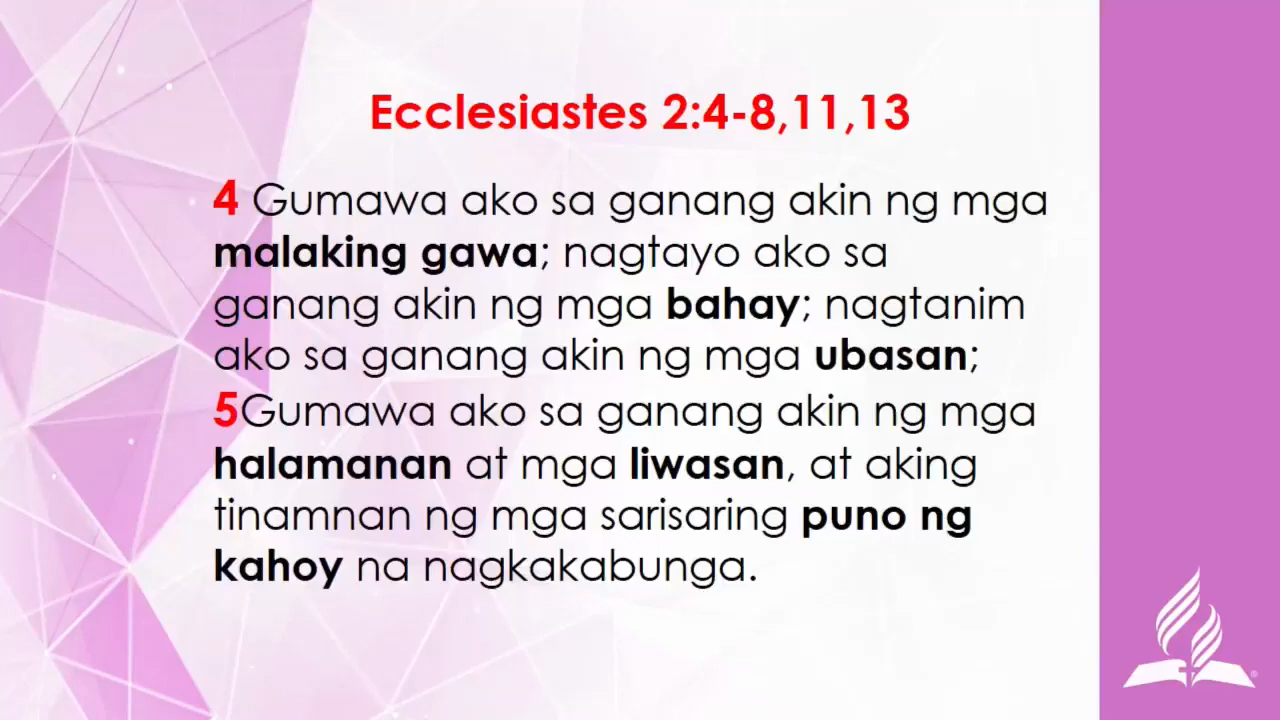 Ecclesiastes 2:4-8,11,13
4 Gumawa ako sa ganang akin ng mga
malaking gawa; nagtayo ako sa
ganang akin ng mga bahay; nagtanim
ako sa ganang akin ng mga ubasan;
5Gumawa ako sa ganang akin ng mga
halamanan at mga liwasan, at aking
tinamnan ng mga sarisaring puno ng
kahoy na nagkakabunga.